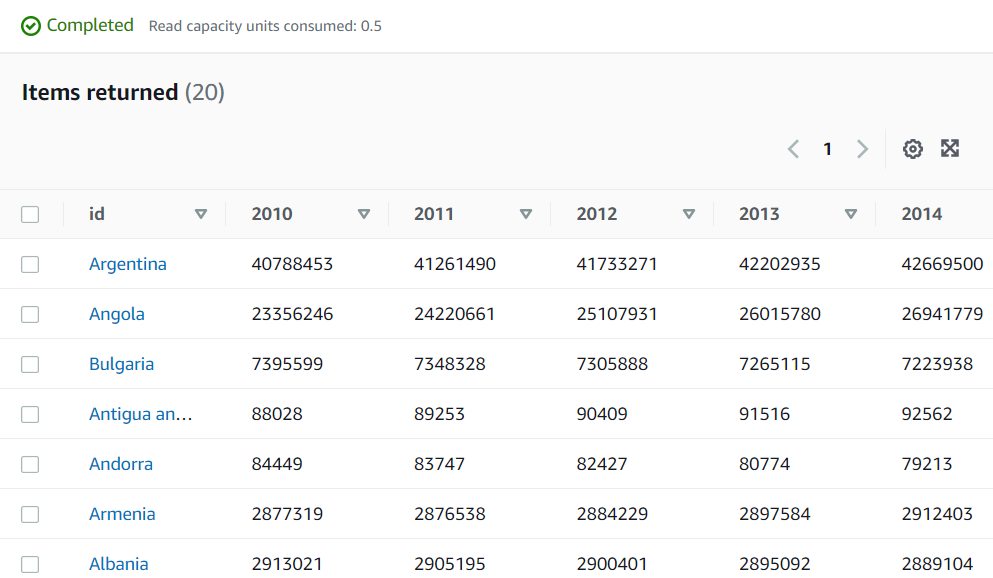 Completed Read capacity units consumed: 0.5
Items returned (20)
1
id 2010 2011 2012 2013 2014
Argentina 40788453 41261490 41733271 42202935 42669500
Angola 23356246 24220661 25107931 26015780 26941779
Bulgaria 7395599 7348328 7305888 7265115 7223938
Antigua an… 88028 89253 90409 91516 92562
Andorra 84449 83747 82427 80774 79213
Armenia 2877319 2876538 2884229 2897584 2912403
Albania 2913021 2905195 2900401 2895092 2889104